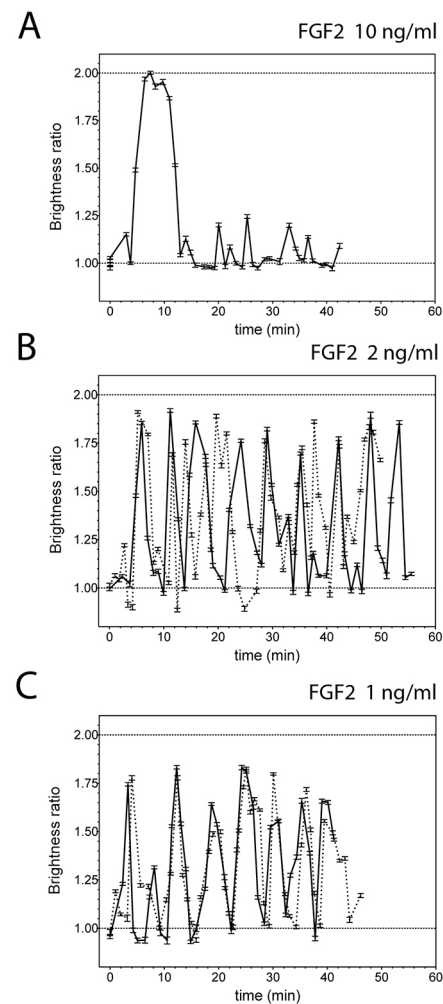 A
FGF2 10 ng/ml
2.00
1.75
1.50
1.25
1.00
Brightness ratio
0 10 20 30 40 50 60
time (min)
B
FGF2 2 ng/ml
2.00
1.75
1.50
1.25
1.00
Brightness ratio
0 10 20 30 40 50 60
time (min)
C
FGF2 1 ng/ml
2.00
1.75
1.50
1.25
1.00
Brightness ratio
0 10 20 30 40 50 60
time (min)